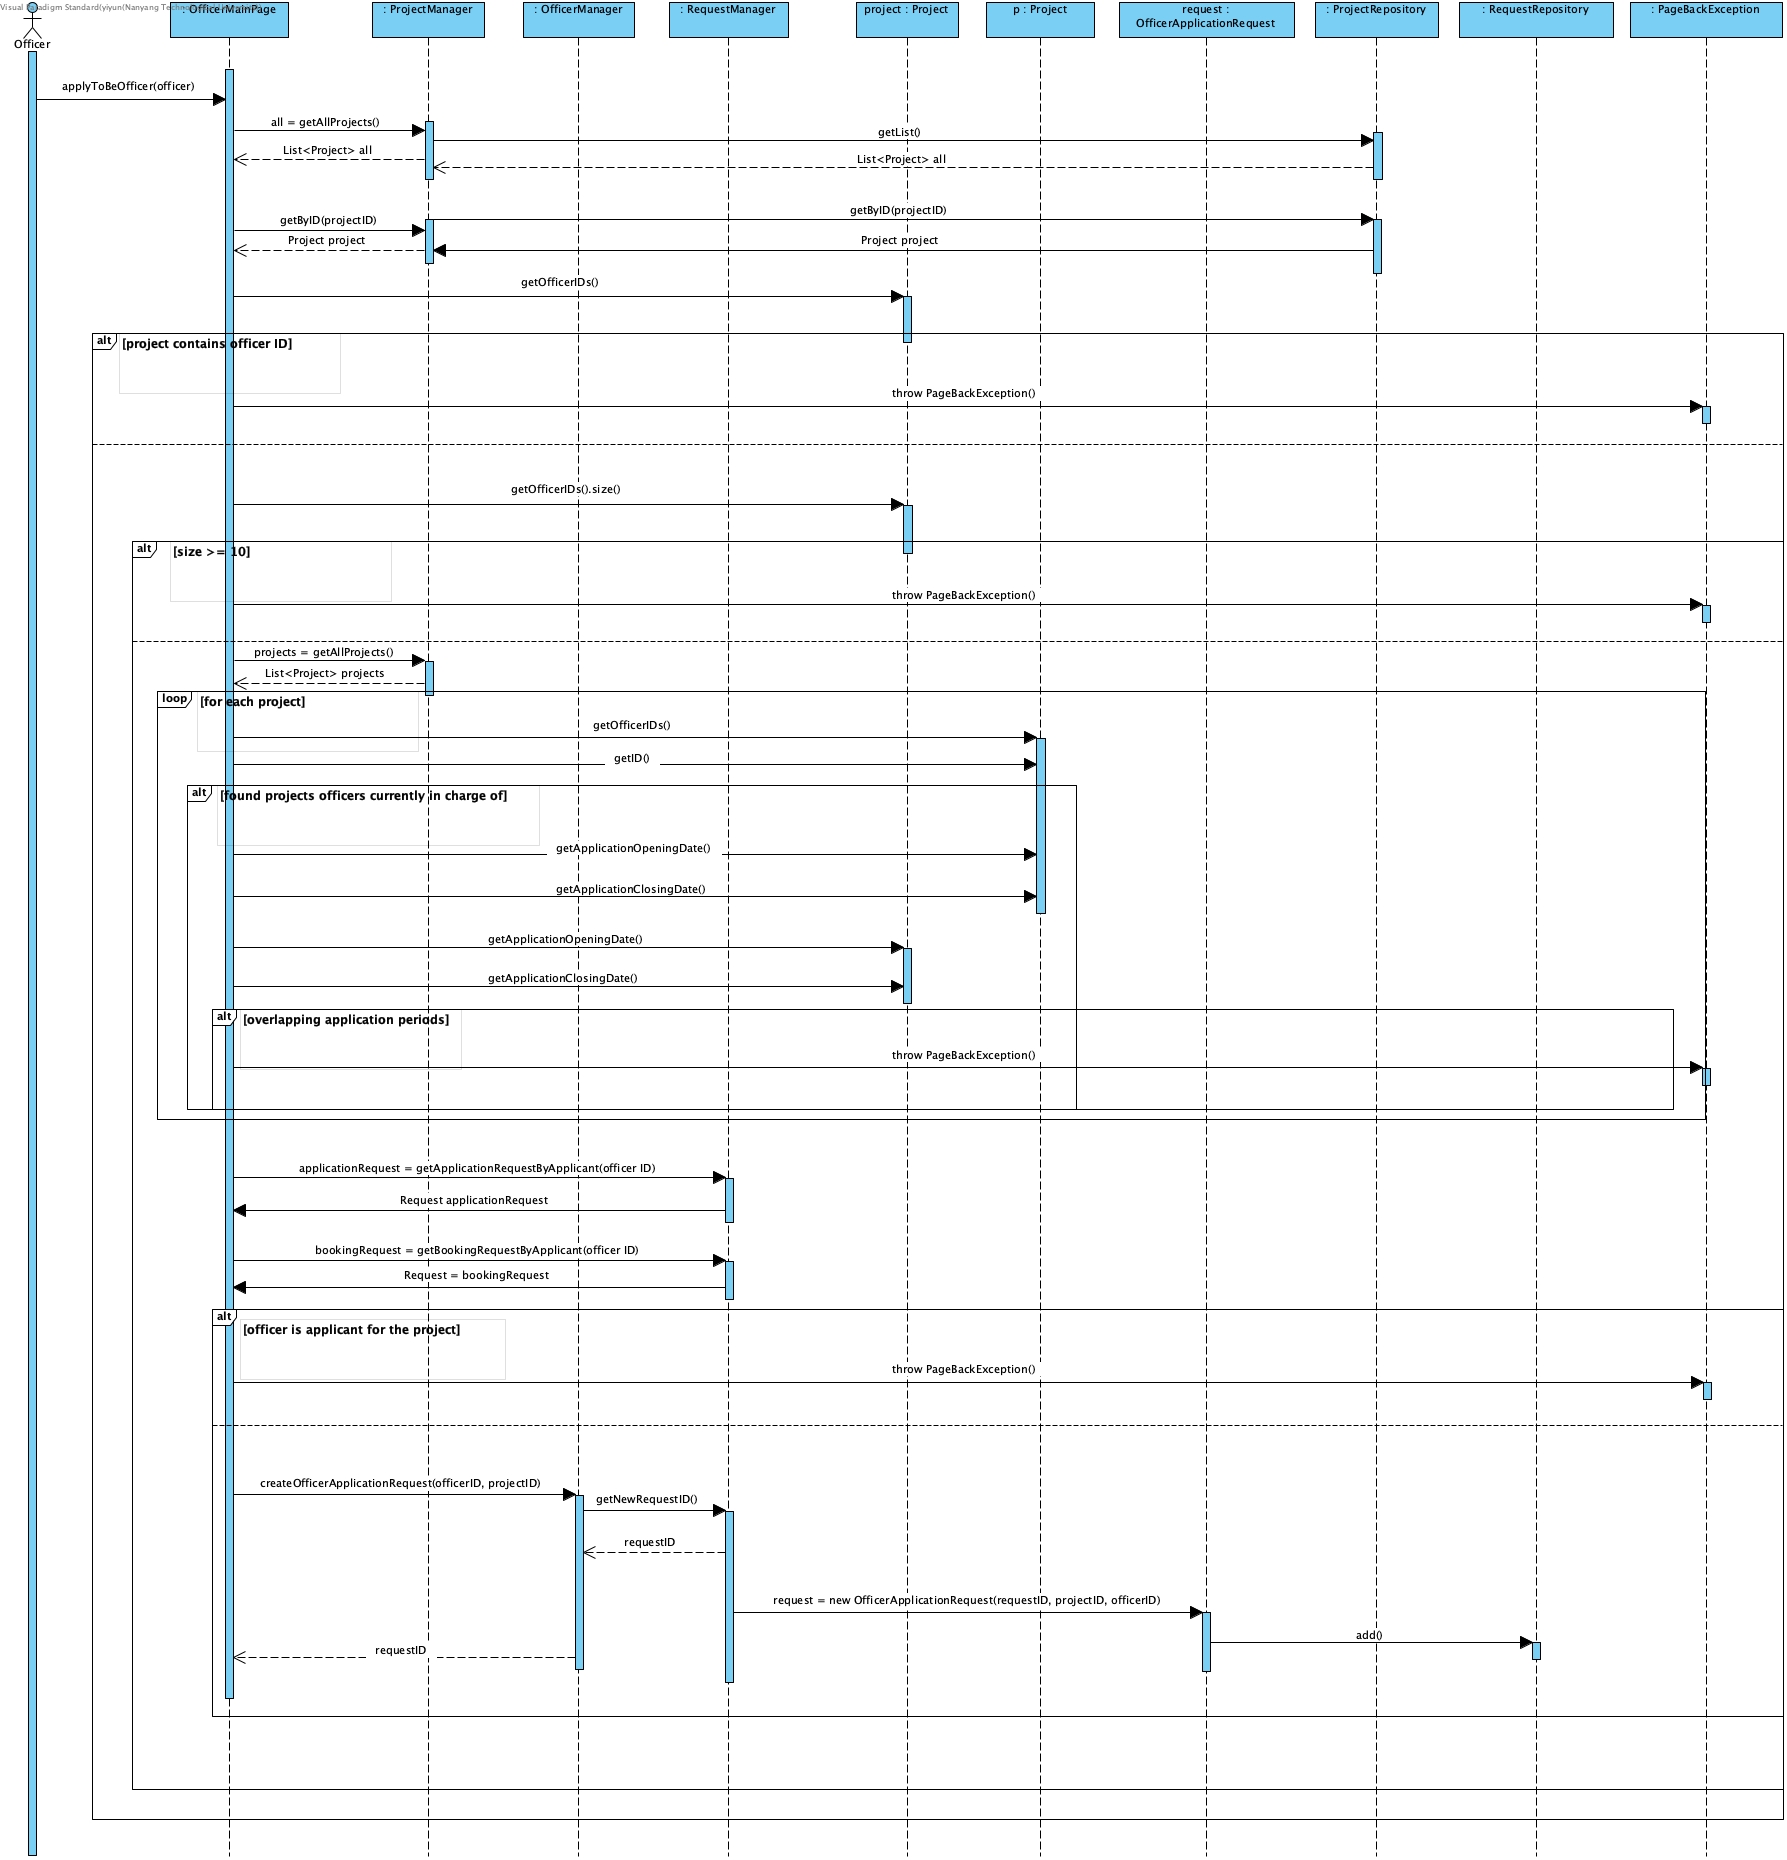 Visual Paradigm Standard(yiyun(Nanyang Techn
Officer
: OfficerMainPage
: ProjectManager
: OfficerManager
: RequestManager
project : Project
p : Project
request :
OfficerApplicationRequest
: ProjectRepository
: RequestRepository
: PageBackException
applyToBeOfficer(officer)
all = getAllProjects()
getList()
List<Project> all
List<Project> all
getByID(projectID)
getByID(projectID)
Project project
Project project
getOfficerIDs()
alt
[project contains officer ID]
throw PageBackException()
getOfficerIDs().size()
alt
[size >= 10]
throw PageBackException()
projects = getAllProjects()
List<Project> projects
loop
[for each project]
getOfficerIDs()
getID()
alt
[found projects officers currently in charge of]
getApplicationOpeningDate()
getApplicationClosingDate()
getApplicationOpeningDate()
getApplicationClosingDate()
alt
[overlapping application periods]
throw PageBackException()
applicationRequest = getApplicationRequestByApplicant(officer ID)
Request applicationRequest
bookingRequest = getBookingRequestByApplicant(officer ID)
Request = bookingRequest
alt
[officer is applicant for the project]
throw PageBackException()
createOfficerApplicationRequest(officerID, projectID)
getNewRequestID()
requestID
request = new OfficerApplicationRequest(requestID, projectID, officerID)
add()
requestID